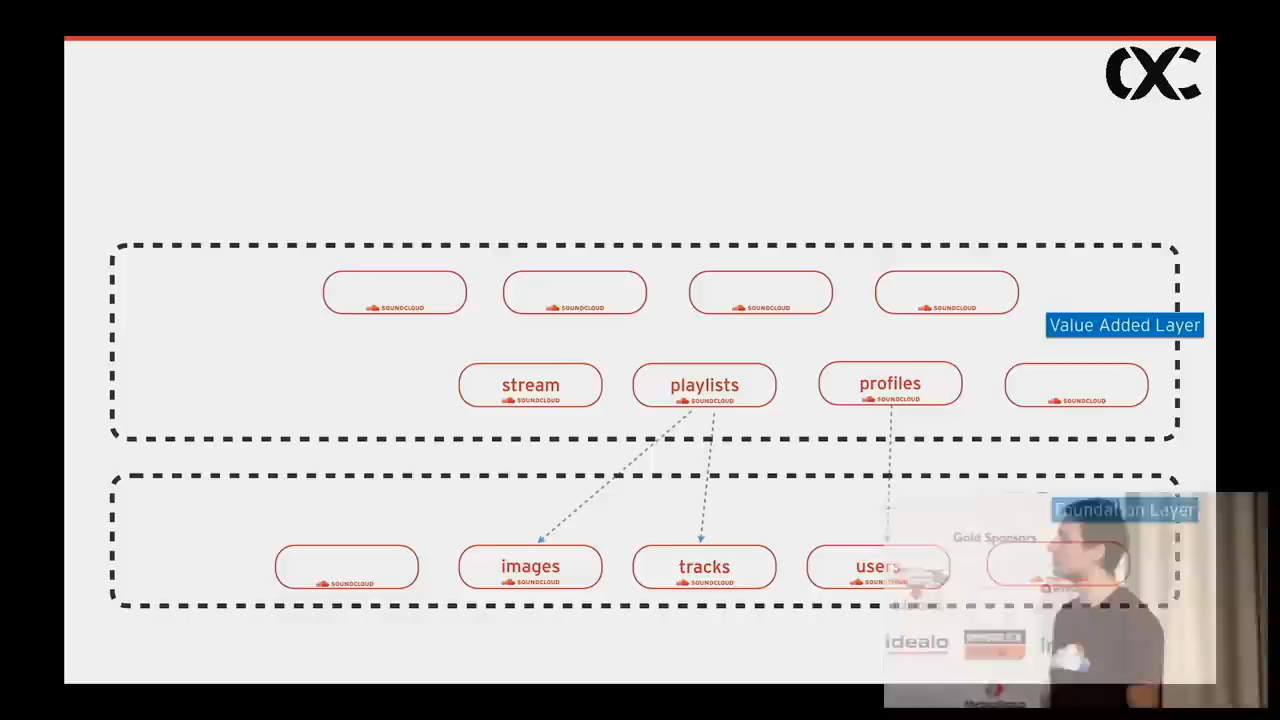 SOUNDCLOUD SOUNDCLOUD SOUNDCLOUD SOUNDCLOUD
Value Added Layer
stream playlists profiles
SOUNDCLOUD SOUNDCLOUD SOUNDCLOUD SOUNDCLOUD
Foundation Layer
Gold Sponsors
images tracks users
SOUNDCLOUD SOUNDCLOUD SOUNDCLOUD SOUNDCLOUD
idealo